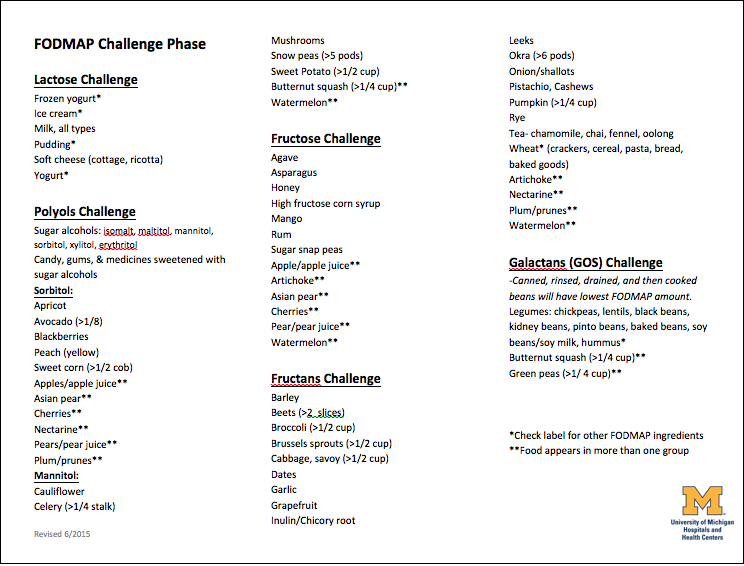 FODMAP Challenge Phase
Lactose Challenge
Frozen yogurt*
Ice cream*
Milk, all types
Pudding*
Soft cheese (cottage, ricotta)
Yogurt*
Polyols Challenge
Sugar alcohols: isomalt, maltitol, mannitol,
sorbitol, xylitol, erythritol
Candy, gums, & medicines sweetened with
sugar alcohols
Sorbitol:
Apricot
Avocado (>1/8)
Blackberries
Peach (yellow)
Sweet corn (>1/2 cob)
Apples/apple juice**
Asian pear**
Cherries**
Nectarine**
Pears/pear juice**
Plum/prunes**
Mannitol:
Cauliflower
Celery (>1/4 stalk)
Revised 6/2015
Mushrooms
Snow peas (>5 pods)
Sweet Potato (>1/2 cup)
Butternut squash (>1/4 cup)**
Watermelon**
Fructose Challenge
Agave
Asparagus
Honey
High fructose corn syrup
Mango
Rum
Sugar snap peas
Apple/apple juice**
Artichoke**
Asian pear**
Cherries**
Pear/pear juice**
Watermelon**
Fructans Challenge
Barley
Beets (>2 slices)
Broccoli (>1/2 cup)
Brussels sprouts (>1/2 cup)
Cabbage, savoy (>1/2 cup)
Dates
Garlic
Grapefruit
Inulin/Chicory root
Leeks
Okra (>6 pods)
Onion/shallots
Pistachio, Cashews
Pumpkin (>1/4 cup)
Rye
Tea- chamomile, chai, fennel, oolong
Wheat* (crackers, cereal, pasta, bread,
baked goods)
Artichoke**
Nectarine**
Plum/prunes**
Watermelon**
Galactans (GOS) Challenge
-Canned, rinsed, drained, and then cooked
beans will have lowest FODMAP amount.
Legumes: chickpeas, lentils, black beans,
kidney beans, pinto beans, baked beans, soy
beans/soy milk, hummus*
Butternut squash (>1/4 cup)**
Green peas (>1/ 4 cup)**
*Check label for other FODMAP ingredients
**Food appears in more than one group
M
University of Michigan
Hospitals and
Health Centers